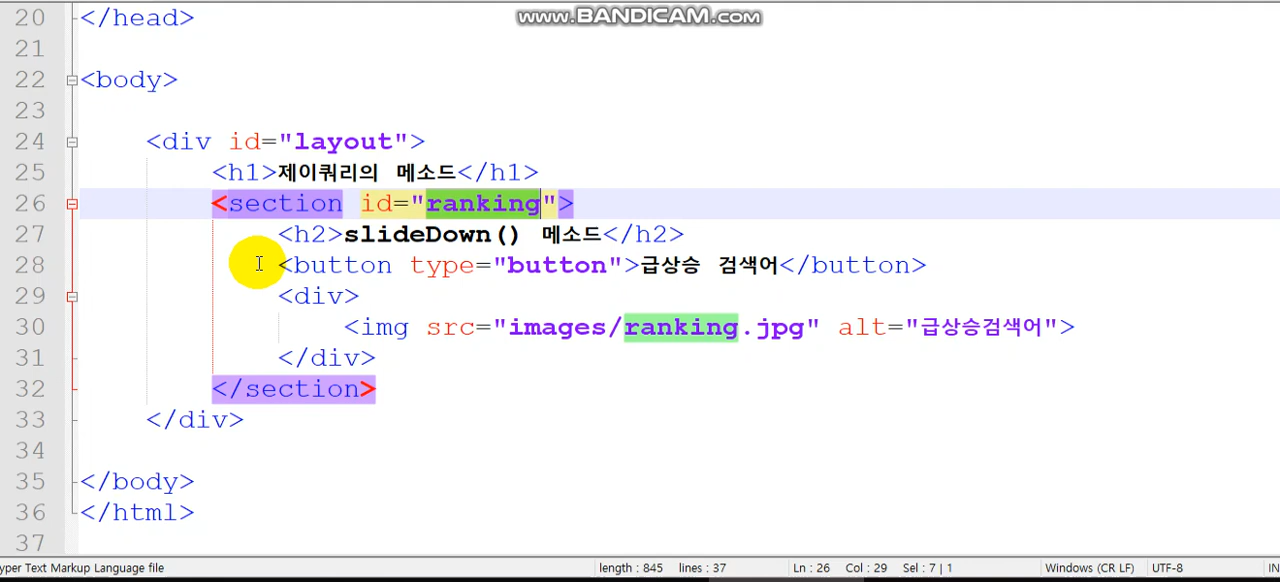 www.BANDICAM.com
20 </head>
21
22 <body>
23
24 <div id="layout">
25 <h1>제이쿼리의 메소드</h1>
26 <section id="ranking">
27 <h2>slideDown() 메소드</h2>
28 <button type="button">급상승 검색어</button>
29 <div>
30 <img src="images/ranking.jpg" alt="급상승검색어">
31 </div>
32 </section>
33 </div>
34
35 </body>
36 </html>
37
yper Text Markup Language file length : 845 lines : 37 Ln : 26 Col : 29 Sel : 7 | 1 Windows (CR LF) UTF-8 IN